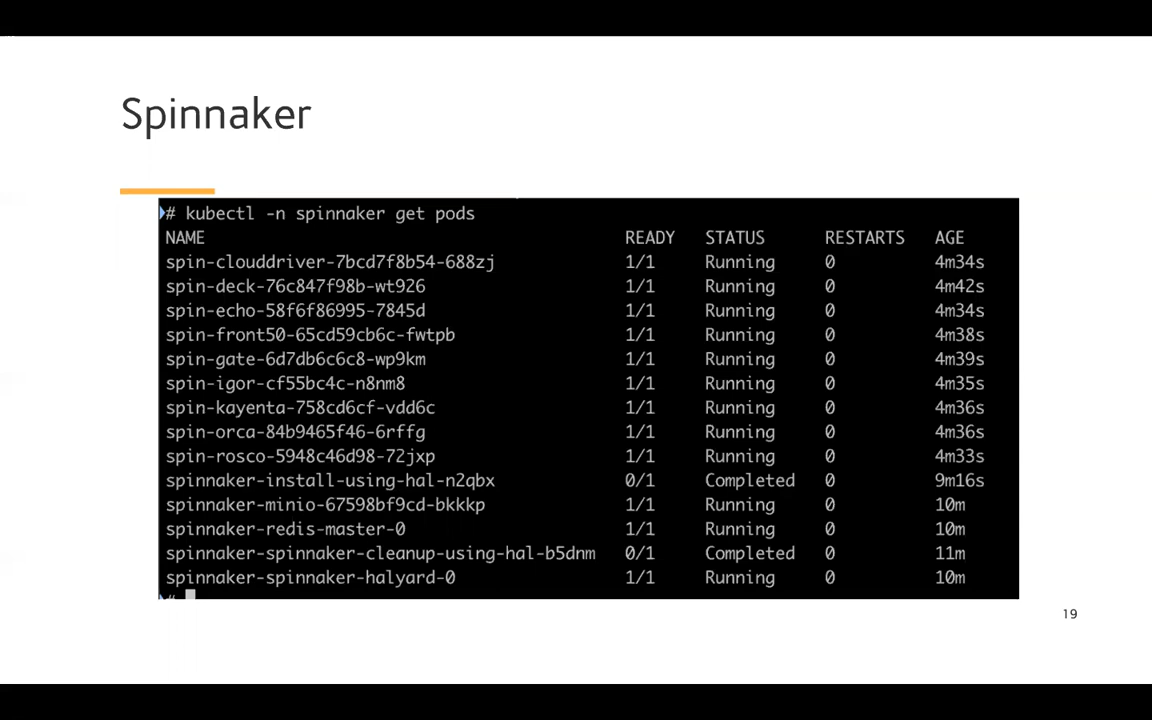 Spinnaker
# kubectl -n spinnaker get pods
NAME READY STATUS RESTARTS AGE
spin-clouddriver-7bcd7f8b54-688zj 1/1 Running 0 4m34s
spin-deck-76c847f98b-wt926 1/1 Running 0 4m42s
spin-echo-58f6f86995-7845d 1/1 Running 0 4m34s
spin-front50-65cd59cb6c-fwtpb 1/1 Running 0 4m38s
spin-gate-6d7db6c6c8-wp9km 1/1 Running 0 4m39s
spin-igor-cf55bc4c-n8nm8 1/1 Running 0 4m35s
spin-kayenta-758cd6cf-vdd6c 1/1 Running 0 4m36s
spin-orca-84b9465f46-6rffg 1/1 Running 0 4m36s
spin-rosco-5948c46d98-72jxp 1/1 Running 0 4m33s
spinnaker-install-using-hal-n2qbx 0/1 Completed 0 9m16s
spinnaker-minio-67598bf9cd-bkkkp 1/1 Running 0 10m
spinnaker-redis-master-0 1/1 Running 0 10m
spinnaker-spinnaker-cleanup-using-hal-b5dnm 0/1 Completed 0 11m
spinnaker-spinnaker-halyard-0 1/1 Running 0 10m
#
19